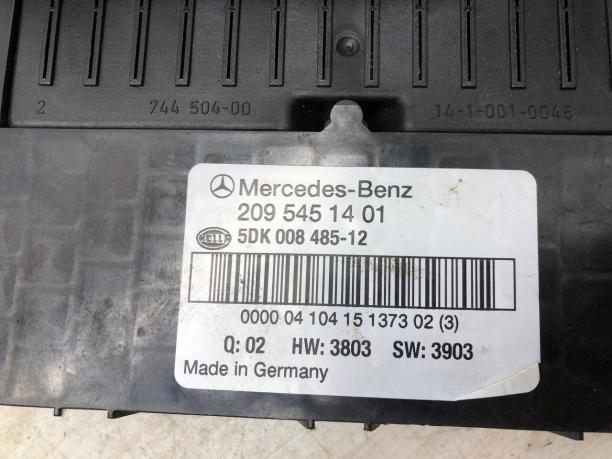 2 744 504-00 14-1-001-0045
Mercedes-Benz
209 545 14 01
HELLA 5DK 008 485-12
0000 04 104 15 1373 02 (3)
Q: 02 HW: 3803 SW: 3903
Made in Germany